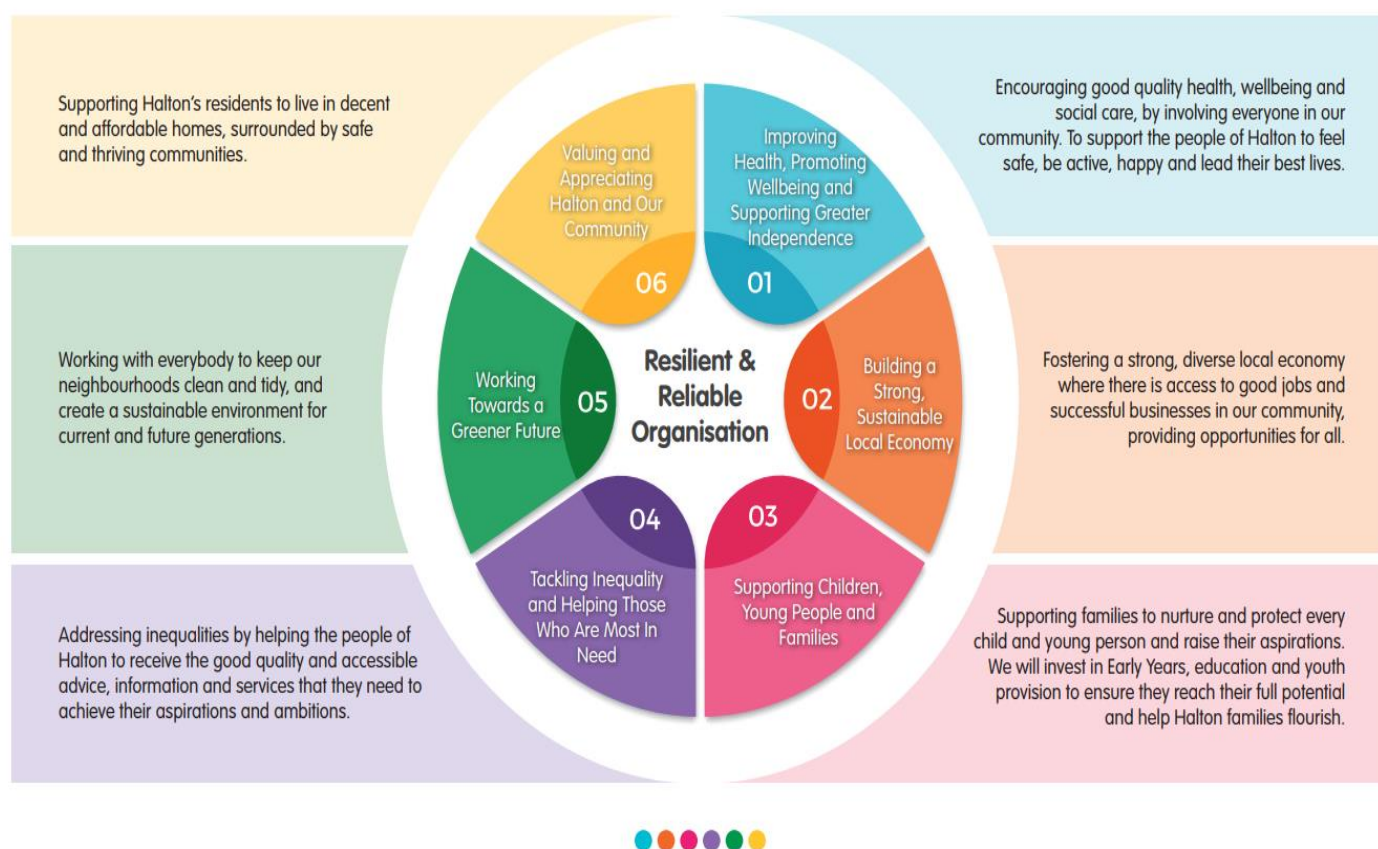 Supporting Halton's residents to live in decent
and affordable homes, surrounded by safe
and thriving communities.
Valuing and
Appreciating
Halton and Our
Community
06
Improving
Health, Promoting
Wellbeing and
Supporting Greater
Independence
01
Encouraging good quality health, wellbeing and
social care, by involving everyone in our
community. To support the people of Halton to feel
safe, be active, happy and lead their best lives.
Working with everybody to keep our
neighbourhoods clean and tidy, and
create a sustainable environment for
current and future generations.
Working
Towards a
Greener Future
05
Resilient &
Reliable
Organisation
02
Building a
Strong,
Sustainable
Local Economy
Fostering a strong, diverse local economy
where there is access to good jobs and
successful businesses in our community,
providing opportunities for all.
Addressing inequalities by helping the people of
Halton to receive the good quality and accessible
advice, information and services that they need to
achieve their aspirations and ambitions.
04
Tackling Inequality
and Helping Those
Who Are Most In
Need
03
Supporting Children,
Young People and
Families
Supporting families to nurture and protect every
child and young person and raise their aspirations.
We will invest in Early Years, education and youth
provision to ensure they reach their full potential
and help Halton families flourish.